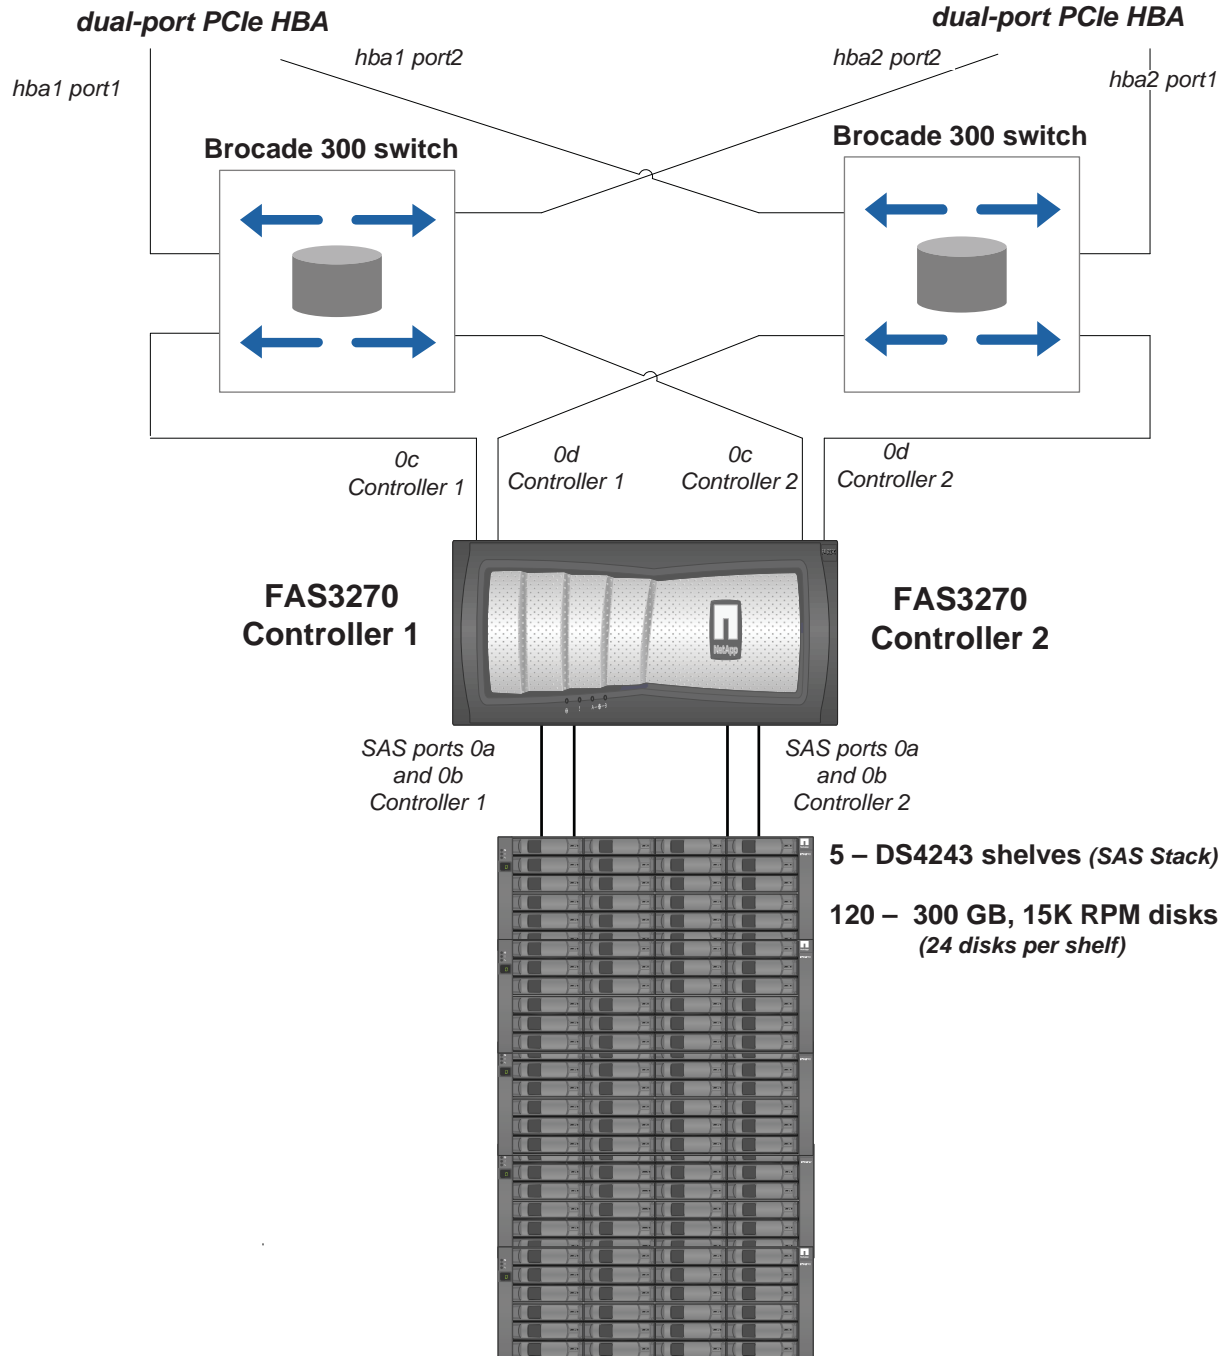 dual-port PCIe HBA
dual-port PCIe HBA
hba1 port1
hba1 port2
hba2 port2
hba2 port1
Brocade 300 switch
Brocade 300 switch
0c
Controller 1
0d
Controller 1
0c
Controller 2
0d
Controller 2
FAS3270
Controller 1
NetApp
FAS3270
Controller 2
SAS ports 0a
and 0b
Controller 1
SAS ports 0a
and 0b
Controller 2
5 – DS4243 shelves (SAS Stack)
120 – 300 GB, 15K RPM disks
(24 disks per shelf)